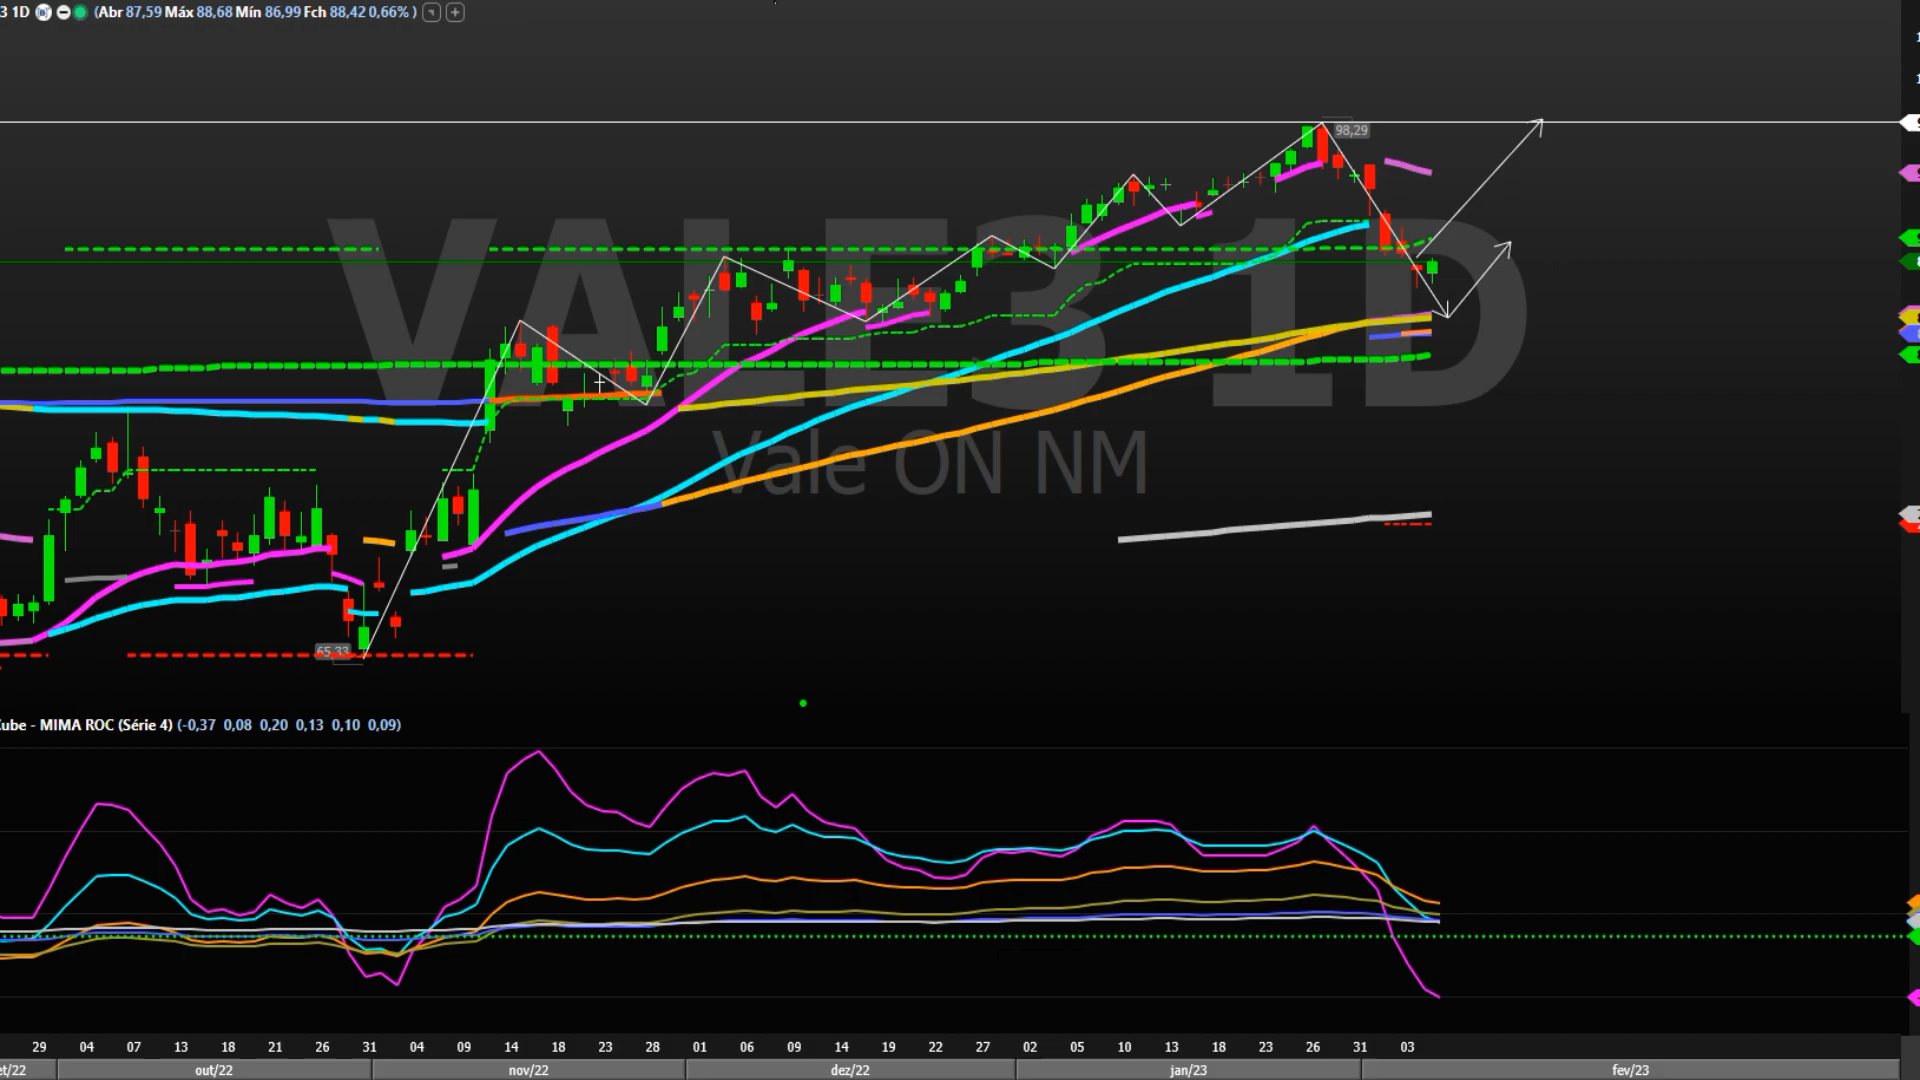 3 1D (Abr 87,59 Máx 88,68 Mín 86,99 Fch 88,42 0,66% )
98,29
VALE3 1D
Vale ON NM
65,33
Cube - MIMA ROC (Série 4) (-0,37 0,08 0,20 0,13 0,10 0,09)
29 04 07 13 18 21 26 31 04 09 14 18 23 28 01 06 09 14 19 22 27 02 05 10 13 18 23 26 31 03
et/22 out/22 nov/22 dez/22 jan/23 fev/23